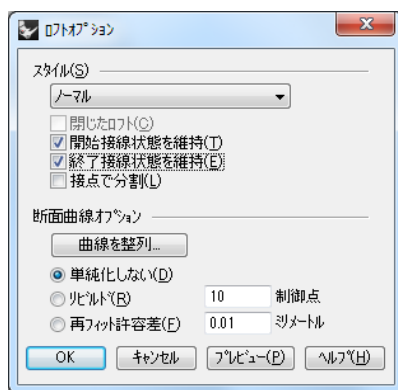 ロフトオプション
スタイル(S)
ノーマル
閉じたロフト(C)
開始接線状態を維持(T)
終了接線状態を維持(E)
接点で分割(L)
断面曲線オプション
曲線を整列...
単純化しない(D)
リビルド(R) 10 制御点
再フィット許容差(F) 0.01 ミリメートル
OK キャンセル プレビュー(P) ヘルプ(H)